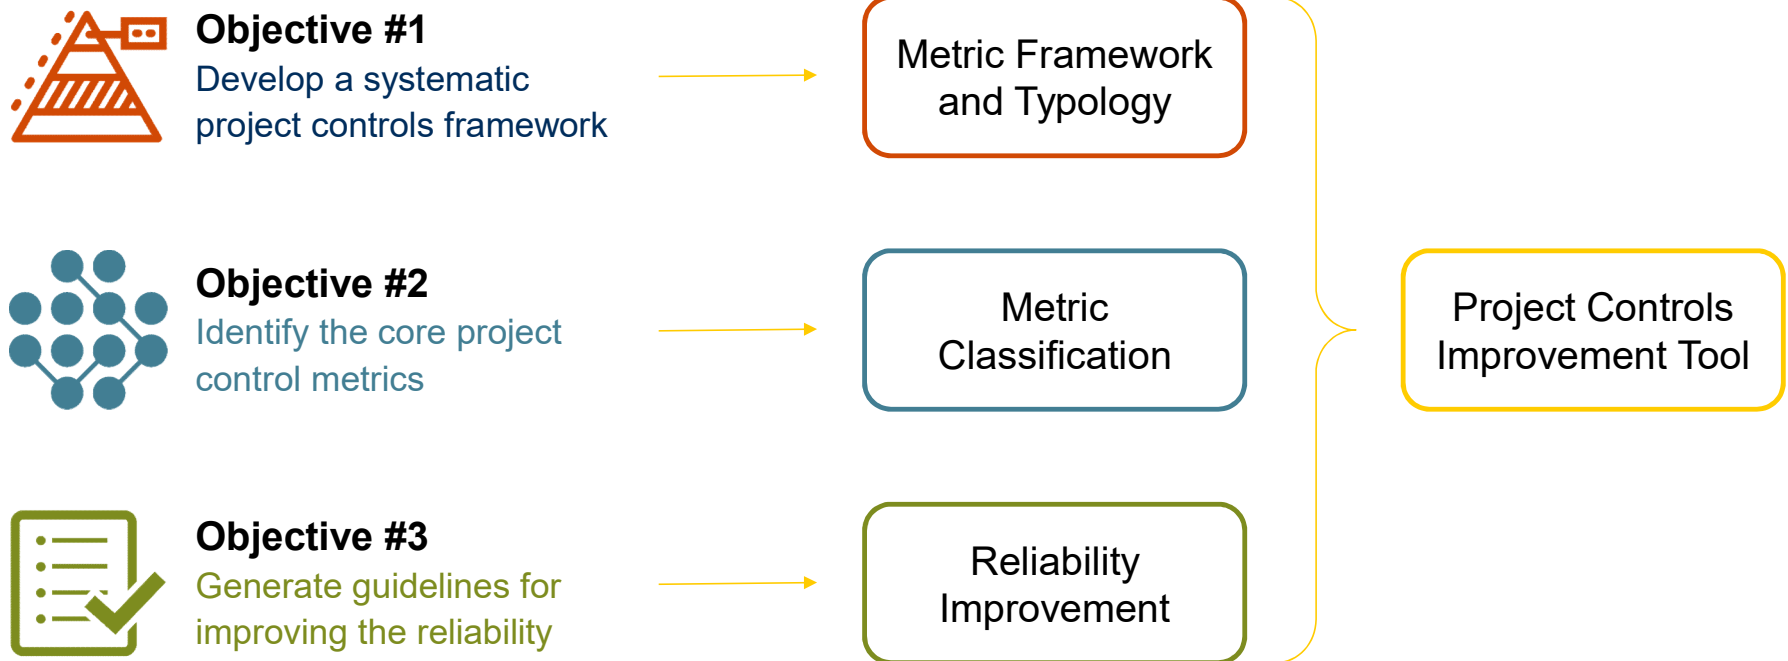 Objective #1
Develop a systematic
project controls framework
Metric Framework
and Typology
Objective #2
Identify the core project
control metrics
Metric
Classification
Project Controls
Improvement Tool
Objective #3
Generate guidelines for
improving the reliability
Reliability
Improvement